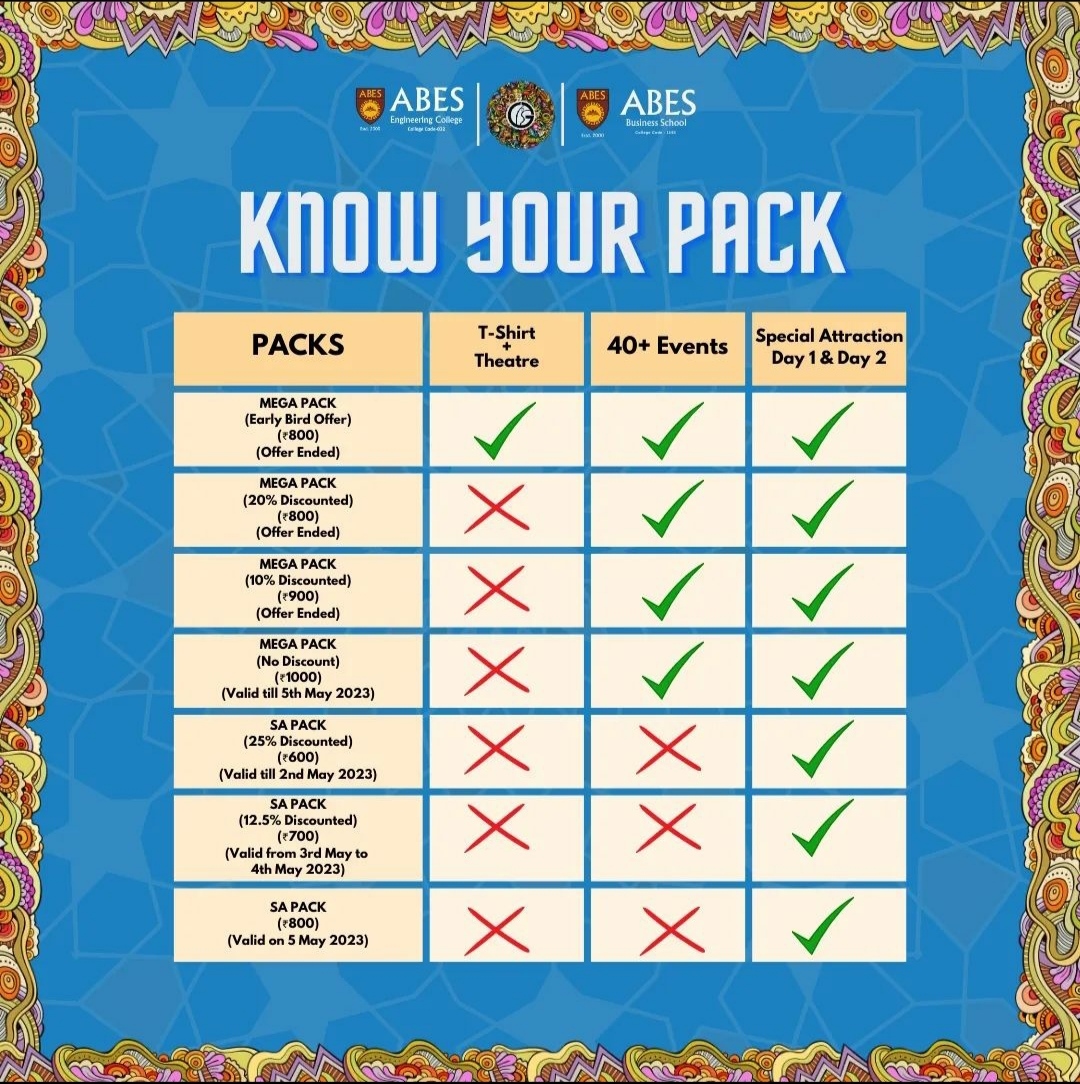 ABES
Engineering College
College Code-032
Est. 2000
ABES
ABES
Business School
Est. 2000
ABES
KNOW YOUR PACK
PACKS
T-Shirt
+
Theatre
40+ Events
Special Attraction
Day 1 & Day 2
MEGA PACK
(Early Bird Offer)
(₹800)
(Offer Ended)
MEGA PACK
(20% Discounted)
(₹800)
(Offer Ended)
MEGA PACK
(10% Discounted)
(₹900)
(Offer Ended)
MEGA PACK
(No Discount)
(₹1000)
(Valid till 5th May 2023)
SA PACK
(25% Discounted)
(₹600)
(Valid till 2nd May 2023)
SA PACK
(12.5% Discounted)
(₹700)
(Valid from 3rd May to
4th May 2023)
SA PACK
(₹800)
(Valid on 5 May 2023)